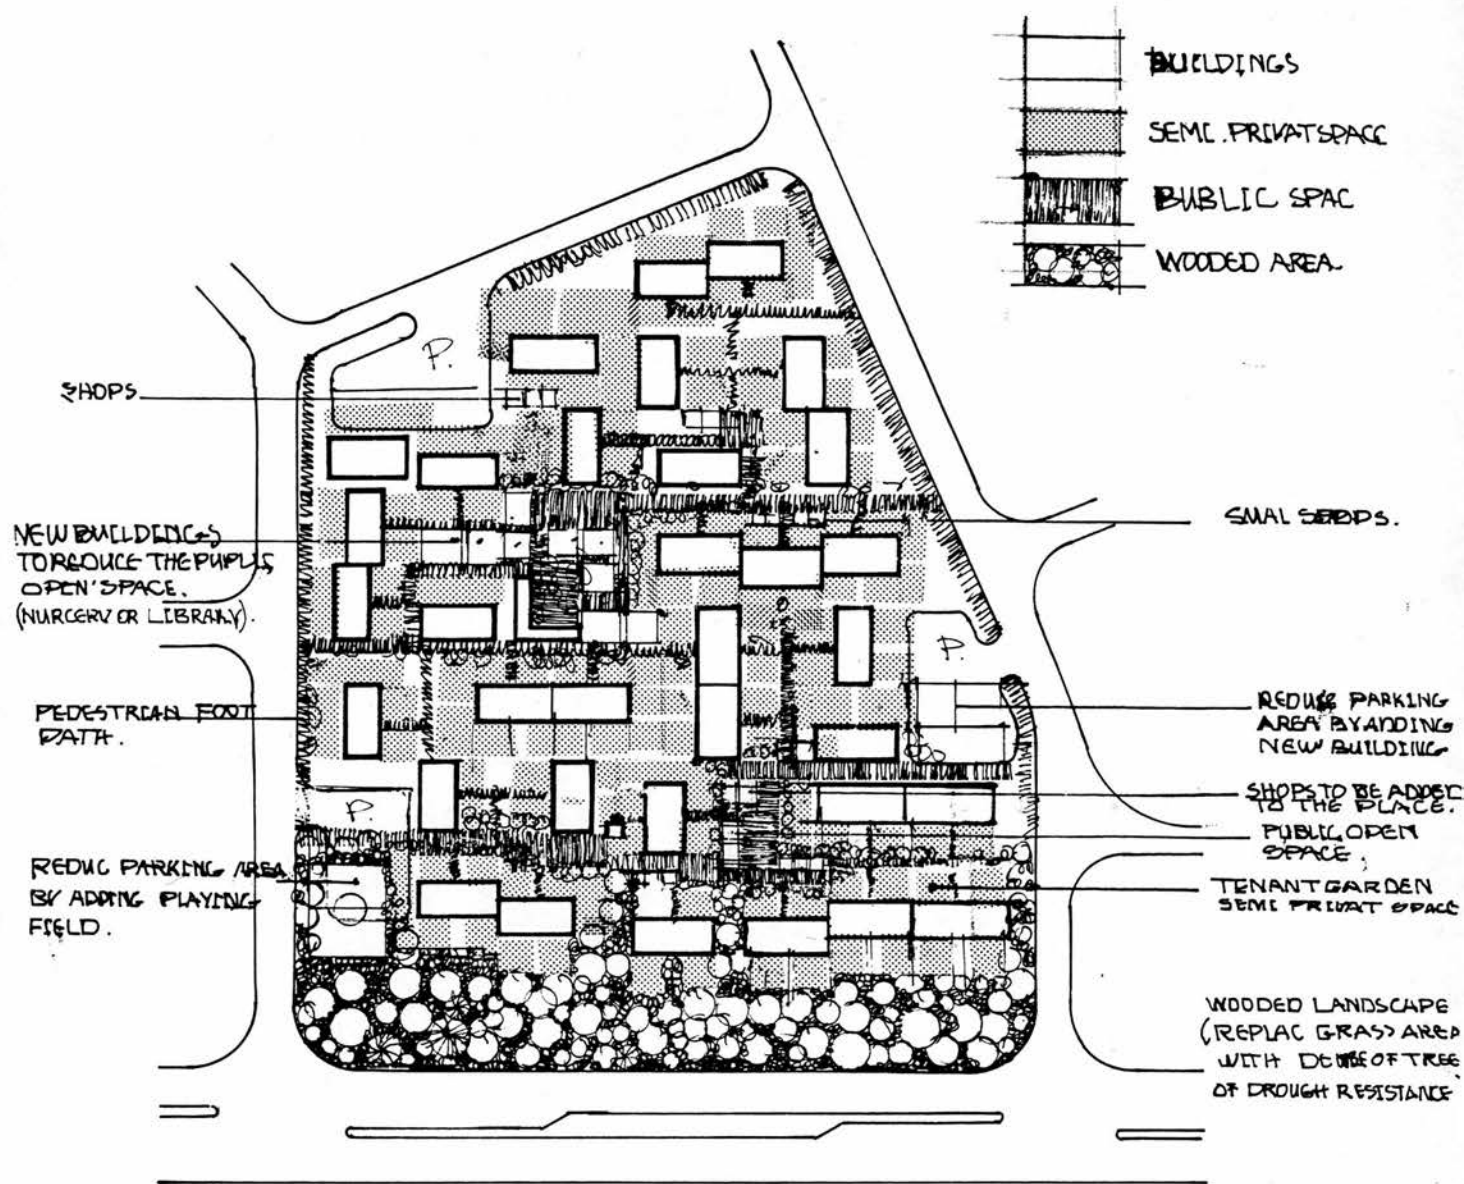 BUILDINGS
SEMI.PRIVATSPACE
BUBLIC SPAC
WOODED AREA
P.
SHOPS
NEW BUILDINGS
TO REDUCE THE PUPLIS
OPEN SPACE.
(NURCERY OR LIBRARY).
SMAL SHOPS.
P.
PEDESTRIAN FOOT
PATH.
REDUSE PARKING
AREA BY ADDING
NEW BUILDING
P.
SHOPS TO BE ADDED
TO THE PLACE.
PUBLIC OPEN
SPACE.
REDUC PARKING AREA
BY ADDING PLAYING
FIELD.
TENANT GARDEN
SEMI PRIVAT SPACE
WOODED LANDSCAPE
(REPLAC GRASS AREA
WITH OF TREE
OF DROUGH RESISTANCE